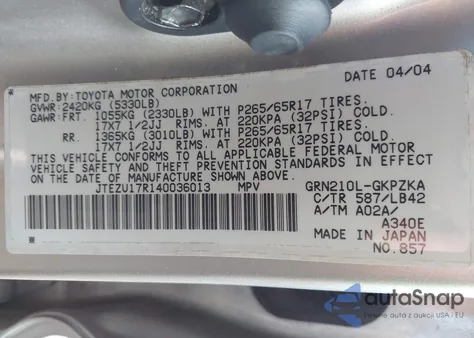 MFD.BY:TOYOTA MOTOR CORPORATION DATE 04/04
GVWR:2420KG (5330LB)
GAWR:FRT. 1055KG (2330LB) WITH P265/65R17 TIRES.
17X7 1/2JJ RIMS. AT 220KPA (32PSI) COLD.
RR. 1365KG (3010LB) WITH P265/65R17 TIRES.
17X7 1/2JJ RIMS. AT 220KPA (32PSI) COLD.
THIS VEHICLE CONFORMS TO ALL APPLICABLE FEDERAL MOTOR
VEHICLE SAFETY AND THEFT PREVENTION STANDARDS IN EFFECT
ON THE DATE OF MANUFACTURE SHOWN ABOVE.
JTEZU17R140036013 MPV GRN210L-GKPZKA
C/TR 587/LB42
A/TM A02A/
A340E
MADE IN JAPAN
NO.857
autoSnap
aukcji USA / EU